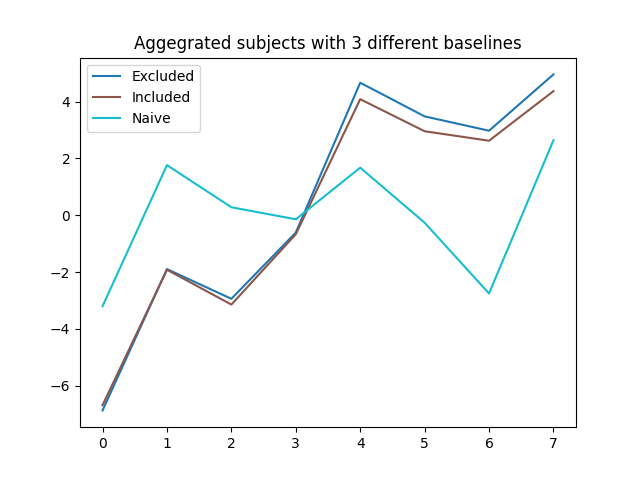 Aggegrated subjects with 3 different baselines
Excluded
Included
Naive
4
2
0
−2
−4
−6
0 1 2 3 4 5 6 7